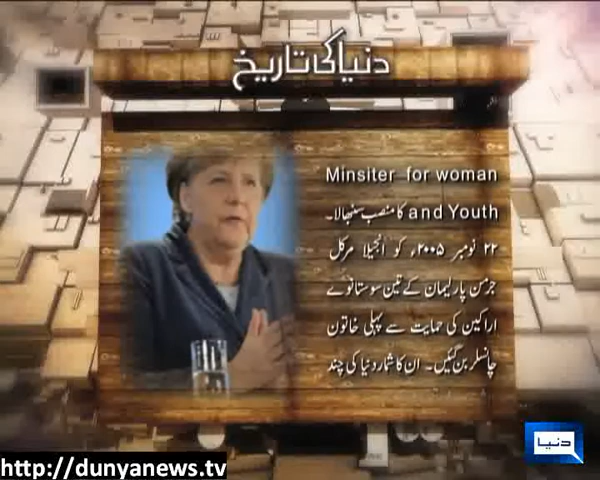 دنیا کی تاریخ
Minsiter for woman
and Youth کا منصب سنبھالا۔
۲۲ نومبر ۲۰۰۵ء کو انجیلا مرکل
جرمن پارلیمان کے تین سو ستانوے
اراکین کی حمایت سے پہلی خاتون
چانسلر بن گئیں۔ ان کا شمار دنیا کی چند
دنیا
http://dunyanews.tv